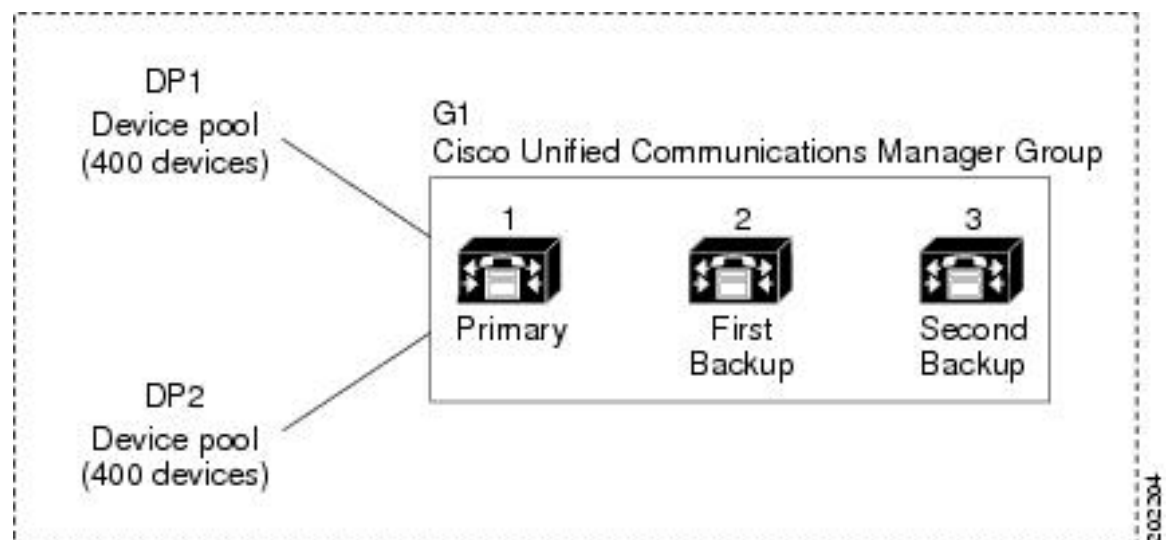 DP1
Device pool
(400 devices)
G1
Cisco Unified Communications Manager Group
1
2
3
Primary
First
Backup
Second
Backup
DP2
Device pool
(400 devices)
202304